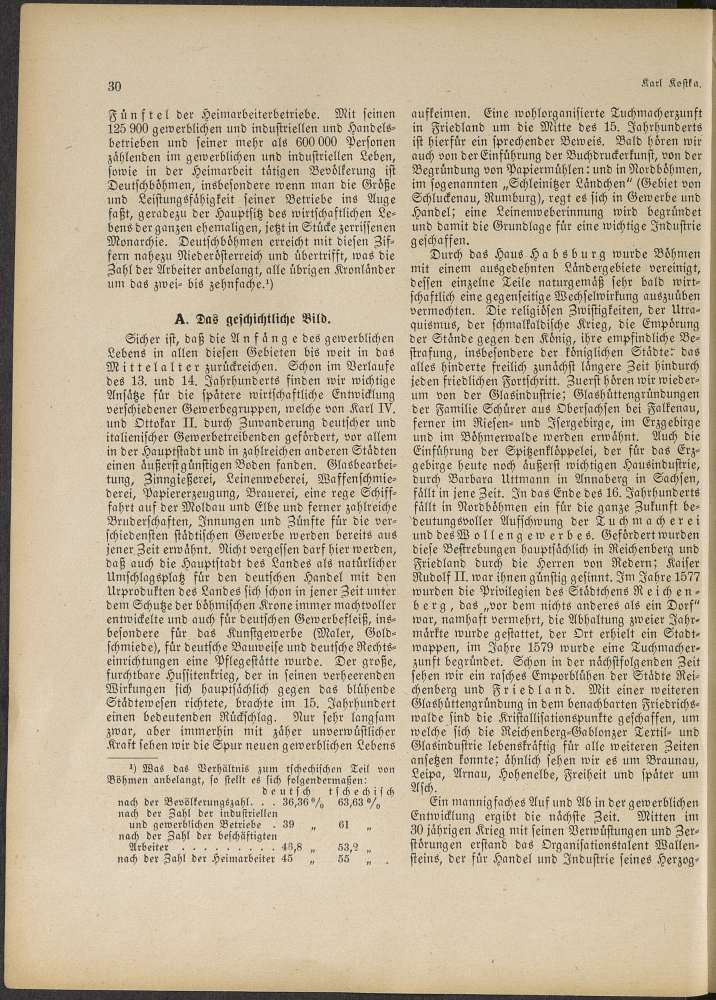 30
Karl Kostka.
Fünftel der Heimarbeiterbetriebe. Mit seinen
125 900 gewerblichen und industriellen und Handels-
betrieben und seiner mehr als 600 000 Personen
zählenden im gewerblichen und industriellen Leben,
sowie in der Heimarbeit tätigen Bevölkerung ist
Deutschböhmen, insbesondere wenn man die Größe
und Leistungsfähigkeit seiner Betriebe ins Auge
faßt, geradezu der Hauptsitz des wirtschaftlichen Le-
bens der ganzen ehemaligen, jetzt in Stücke zerrissenen
Monarchie. Deutschböhmen erreicht mit diesen Zif-
fern nahezu Niederösterreich und übertrifft, was die
Zahl der Arbeiter anbelangt, alle übrigen Kronländer
um das zwei- bis zehnfache.¹)
A. Das geschichtliche Bild.
Sicher ist, daß die Anfänge des gewerblichen
Lebens in allen diesen Gebieten bis weit in das
Mittelalter zurückreichen. Schon im Verlaufe
des 13. und 14. Jahrhunderts finden wir wichtige
Ansätze für die spätere wirtschaftliche Entwicklung
verschiedener Gewerbegruppen, welche von Karl IV.
und Ottokar II. durch Zuwanderung deutscher und
italienischer Gewerbetreibenden gefördert, vor allem
in der Hauptstadt und in zahlreichen anderen Städten
einen äußerst günstigen Boden fanden. Glasbearbei-
tung, Zinngießerei, Leinenweberei, Waffenschmie-
derei, Papiererzeugung, Brauerei, eine rege Schiff-
fahrt auf der Moldau und Elbe und ferner zahlreiche
Bruderschaften, Innungen und Zünfte für die ver-
schiedensten städtischen Gewerbe werden bereits aus
jener Zeit erwähnt. Nicht vergessen darf hier werden,
daß auch die Hauptstadt des Landes als natürlicher
Umschlagsplatz für den deutschen Handel mit den
Urprodukten des Landes sich schon in jener Zeit unter
dem Schutze der böhmischen Krone immer machtvoller
entwickelte und auch für deutschen Gewerbefleiß, ins-
besondere für das Kunstgewerbe (Maler, Gold-
schmiede), für deutsche Bauweise und deutsche Rechts-
einrichtungen eine Pflegestätte wurde. Der große,
furchtbare Hussitenkrieg, der in seinen verheerenden
Wirkungen sich hauptsächlich gegen das blühende
Städtewesen richtete, brachte im 15. Jahrhundert
einen bedeutenden Rückschlag. Nur sehr langsam
zwar, aber immerhin mit zäher unverwüstlicher
Kraft sehen wir die Spur neuen gewerblichen Lebens
¹) Was das Verhältnis zum tschechischen Teil von
Böhmen anbelangt, so stellt es sich folgendermaßen:
deutsch tschechisch
nach der Bevölkerungszahl. . . 36,36 % 63,63 %
nach der Zahl der industriellen
und gewerblichen Betriebe . 39 „ 61 „
nach der Zahl der beschäftigten
Arbeiter . . . . . . . . . 46,8 „ 53,2 „
nach der Zahl der Heimarbeiter 45 „ 55 „ .
aufkeimen. Eine wohlorganisierte Tuchmacherzunft
in Friedland um die Mitte des 15. Jahrhunderts
ist hierfür ein sprechender Beweis. Bald hören wir
auch von der Einführung der Buchdruckerkunst, von der
Begründung von Papiermühlen: und in Nordböhmen,
im sogenannten „Schleinitzer Ländchen“ (Gebiet von
Schluckenau, Rumburg), regt es sich in Gewerbe und
Handel; eine Leinenweberinnung wird begründet
und damit die Grundlage für eine wichtige Industrie
geschaffen.
Durch das Haus Habsburg wurde Böhmen
mit einem ausgedehnten Ländergebiete vereinigt,
dessen einzelne Teile naturgemäß sehr bald wirt-
schaftlich eine gegenseitige Wechselwirkung auszuüben
vermochten. Die religiösen Zwistigkeiten, der Utra-
quismus, der schmalkaldische Krieg, die Empörung
der Stände gegen den König, ihre empfindliche Be-
strafung, insbesondere der königlichen Städte: das
alles hinderte freilich zunächst längere Zeit hindurch
jeden friedlichen Fortschritt. Zuerst hören wir wieder-
um von der Glasindustrie; Glashüttengründungen
der Familie Schürer aus Obersachsen bei Falkenau,
ferner im Riesen- und Isergebirge, im Erzgebirge
und im Böhmerwalde werden erwähnt. Auch die
Einführung der Spitzenklöppelei, der für das Erz-
gebirge heute noch äußerst wichtigen Hausindustrie,
durch Barbara Uttmann in Annaberg in Sachsen,
fällt in jene Zeit. In das Ende des 16. Jahrhunderts
fällt in Nordböhmen ein für die ganze Zukunft be-
deutungsvoller Aufschwung der Tuchmacherei
und des Wollengewerbes. Gefördert wurden
diese Bestrebungen hauptsächlich in Reichenberg und
Friedland durch die Herren von Redern; Kaiser
Rudolf II. war ihnen günstig gesinnt. Im Jahre 1577
wurden die Privilegien des Städtchens Reichen-
berg, das „vor dem nichts anderes als ein Dorf“
war, namhaft vermehrt, die Abhaltung zweier Jahr-
märkte wurde gestattet, der Ort erhielt ein Stadt-
wappen, im Jahre 1579 wurde eine Tuchmacher-
zunft begründet. Schon in der nächstfolgenden Zeit
sehen wir ein rasches Emporblühen der Städte Rei-
chenberg und Friedland. Mit einer weiteren
Glashüttengründung in dem benachbarten Friedrichs-
walde sind die Kristallisationspunkte geschaffen, um
welche sich die Reichenberg-Gablonzer Textil- und
Glasindustrie lebenskräftig für alle weiteren Zeiten
ansetzen konnte; ähnlich sehen wir es um Braunau,
Leipa, Arnau, Hohenelbe, Freiheit und später um
Asch.
Ein mannigfaches Auf und Ab in der gewerblichen
Entwicklung ergibt die nächste Zeit. Mitten im
30 jährigen Krieg mit seinen Verwüstungen und Zer-
störungen erstand das Organisationstalent Wallen-
steins, der für Handel und Industrie seines Herzog-